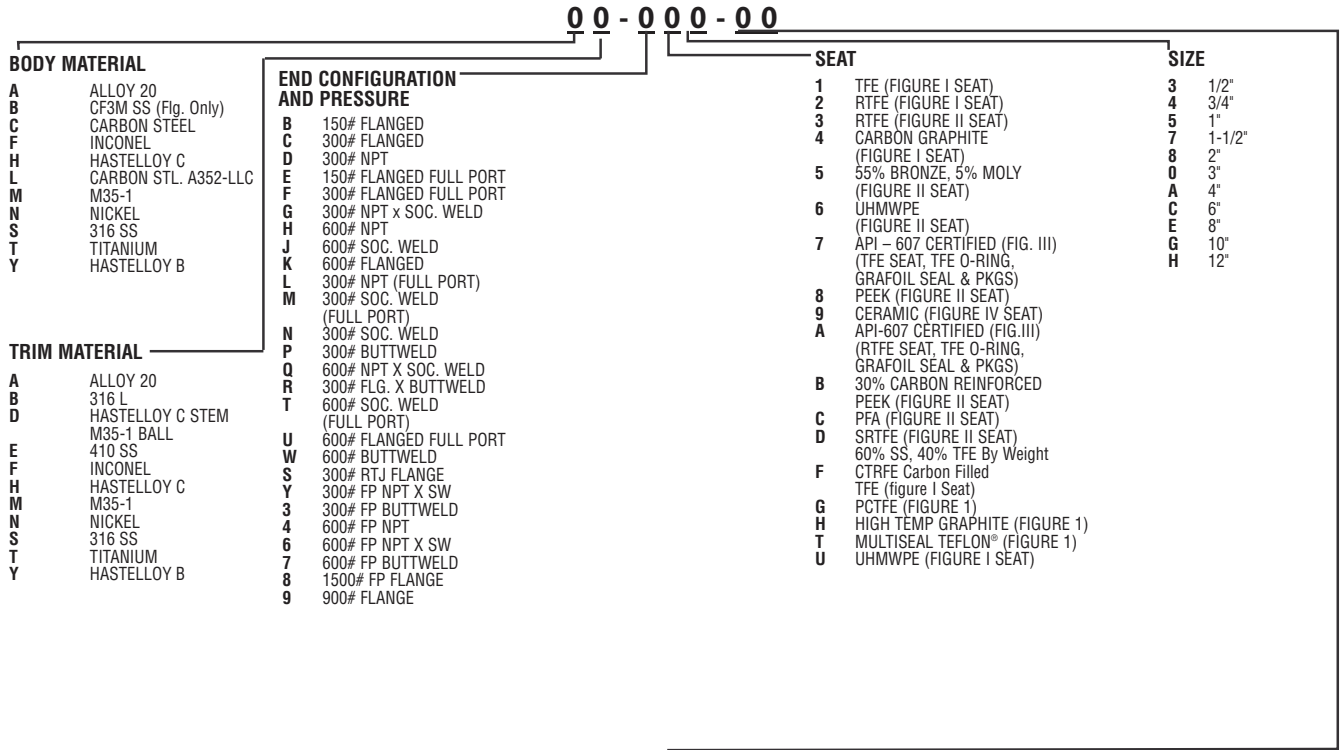 00-000-00
BODY MATERIAL
A ALLOY 20
B CF3M SS (Flg. Only)
C CARBON STEEL
F INCONEL
H HASTELLOY C
L CARBON STL. A352-LLC
M M35-1
N NICKEL
S 316 SS
T TITANIUM
Y HASTELLOY B
TRIM MATERIAL
A ALLOY 20
B 316 L
D HASTELLOY C STEM
M35-1 BALL
E 410 SS
F INCONEL
H HASTELLOY C
M M35-1
N NICKEL
S 316 SS
T TITANIUM
Y HASTELLOY B
END CONFIGURATION
AND PRESSURE
B 150# FLANGED
C 300# FLANGED
D 300# NPT
E 150# FLANGED FULL PORT
F 300# FLANGED FULL PORT
G 300# NPT x SOC. WELD
H 600# NPT
J 600# SOC. WELD
K 600# FLANGED
L 300# NPT (FULL PORT)
M 300# SOC. WELD
(FULL PORT)
N 300# SOC. WELD
P 300# BUTTWELD
Q 600# NPT X SOC. WELD
R 300# FLG. X BUTTWELD
T 600# SOC. WELD
(FULL PORT)
U 600# FLANGED FULL PORT
W 600# BUTTWELD
S 300# RTJ FLANGE
Y 300# FP NPT X SW
3 300# FP BUTTWELD
4 600# FP NPT
6 600# FP NPT X SW
7 600# FP BUTTWELD
8 1500# FP FLANGE
9 900# FLANGE
SEAT
1 TFE (FIGURE I SEAT)
2 RTFE (FIGURE I SEAT)
3 RTFE (FIGURE II SEAT)
4 CARBON GRAPHITE
(FIGURE I SEAT)
5 55% BRONZE, 5% MOLY
(FIGURE II SEAT)
6 UHMWPE
(FIGURE II SEAT)
7 API – 607 CERTIFIED (FIG. III)
(TFE SEAT, TFE O-RING,
GRAFOIL SEAL & PKGS)
8 PEEK (FIGURE II SEAT)
9 CERAMIC (FIGURE IV SEAT)
A API-607 CERTIFIED (FIG.III)
(RTFE SEAT, TFE O-RING,
GRAFOIL SEAL & PKGS)
B 30% CARBON REINFORCED
PEEK (FIGURE II SEAT)
C PFA (FIGURE II SEAT)
D SRTFE (FIGURE II SEAT)
60% SS, 40% TFE By Weight
F CTRFE Carbon Filled
TFE (figure I Seat)
G PCTFE (FIGURE 1)
H HIGH TEMP GRAPHITE (FIGURE 1)
T MULTISEAL TEFLON® (FIGURE 1)
U UHMWPE (FIGURE I SEAT)
SIZE
3 1/2"
4 3/4"
5 1"
7 1-1/2"
8 2"
0 3"
A 4"
C 6"
E 8"
G 10"
H 12"